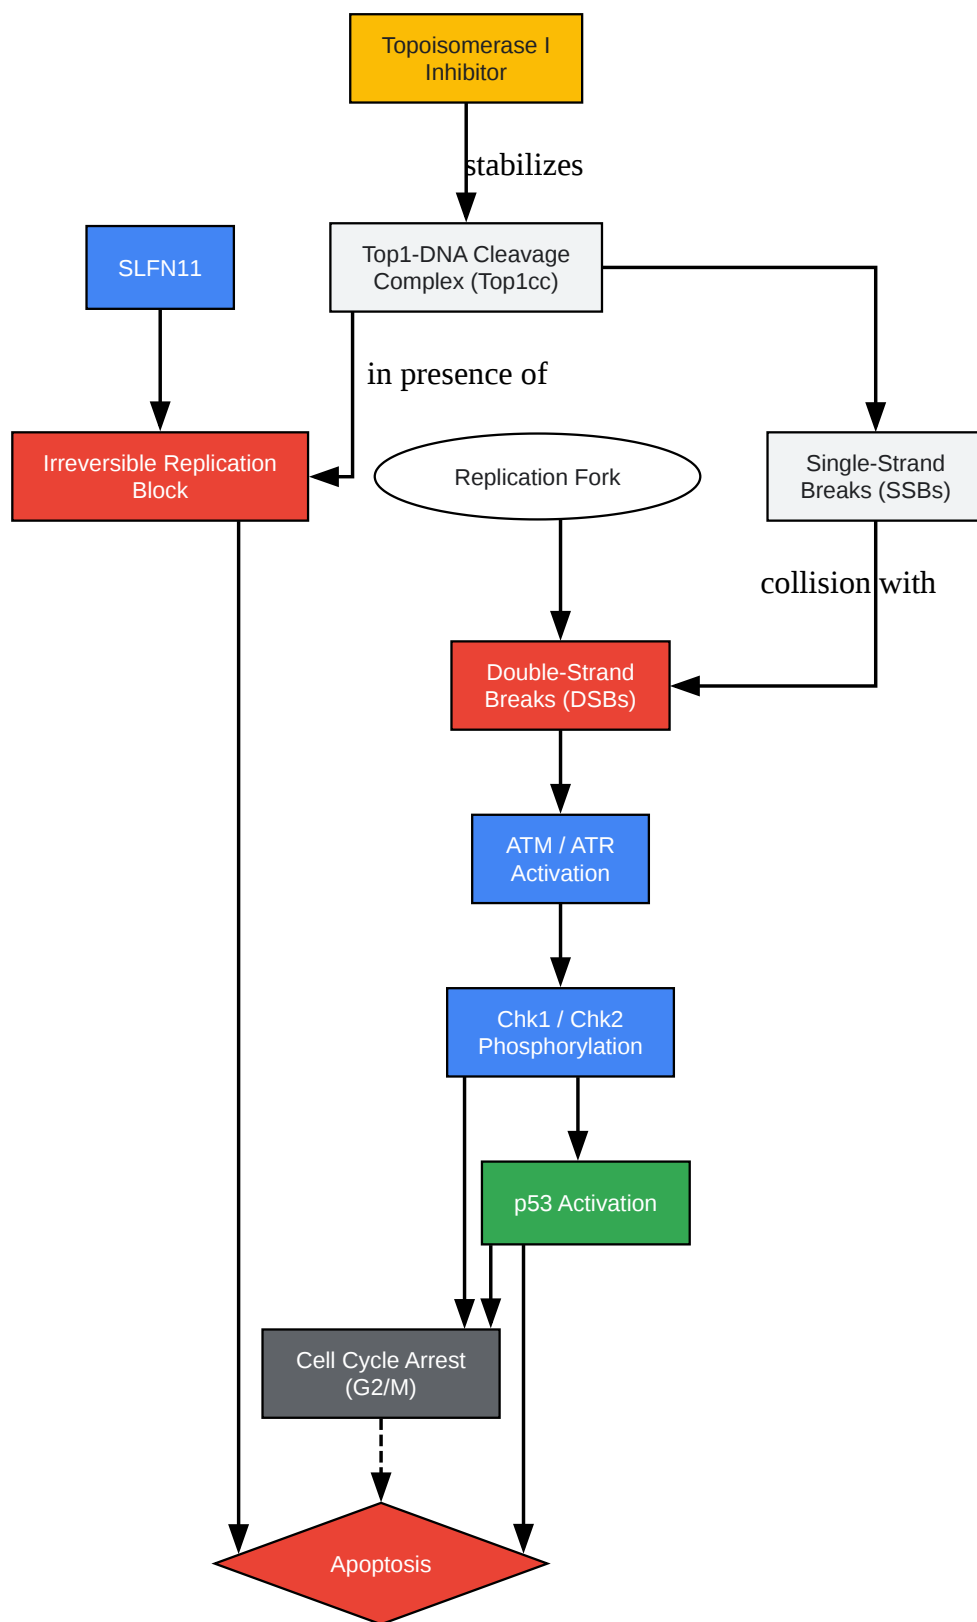 Topoisomerase I
Inhibitor
stabilizes
SLFN11
Top1-DNA Cleavage
Complex (Top1cc)
in presence of
Irreversible Replication
Block
Replication Fork
Single-Strand
Breaks (SSBs)
collision with
Double-Strand
Breaks (DSBs)
ATM / ATR
Activation
Chk1 / Chk2
Phosphorylation
p53 Activation
Cell Cycle Arrest
(G2/M)
Apoptosis